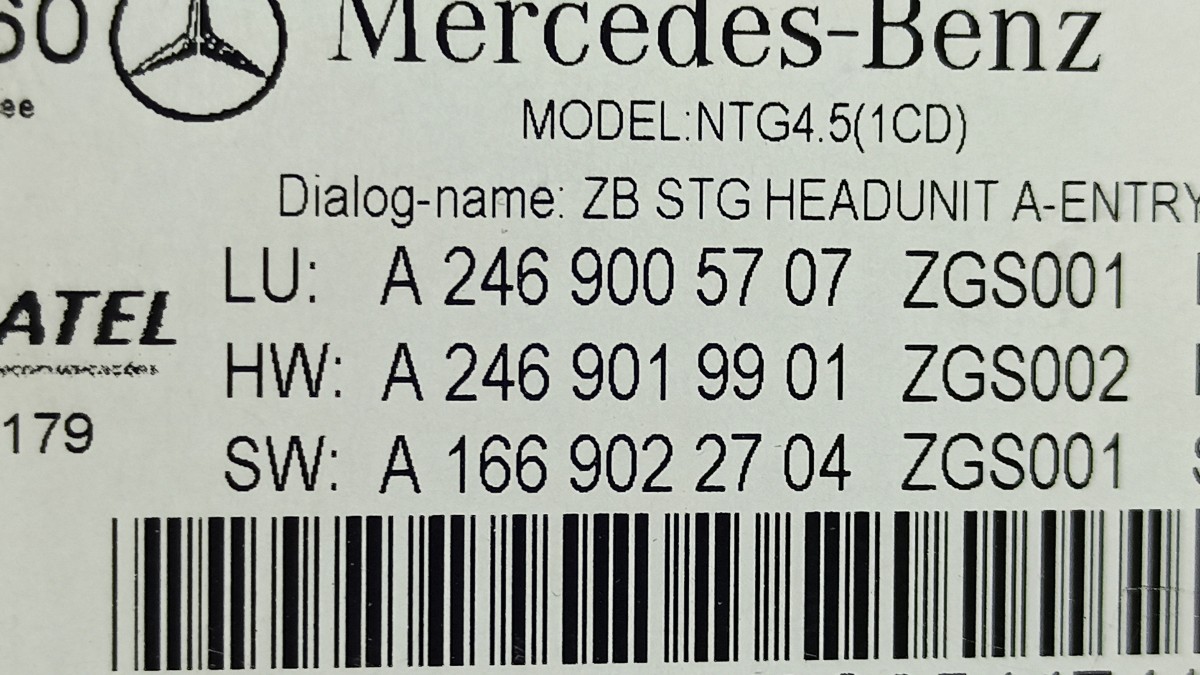 60 Mercedes-Benz
MODEL:NTG4.5(1CD)
Dialog-name: ZB STG HEADUNIT A-ENTRY
LU: A 246 900 57 07 ZGS001
ATEL
HW: A 246 901 99 01 ZGS002
179
SW: A 166 902 27 04 ZGS001